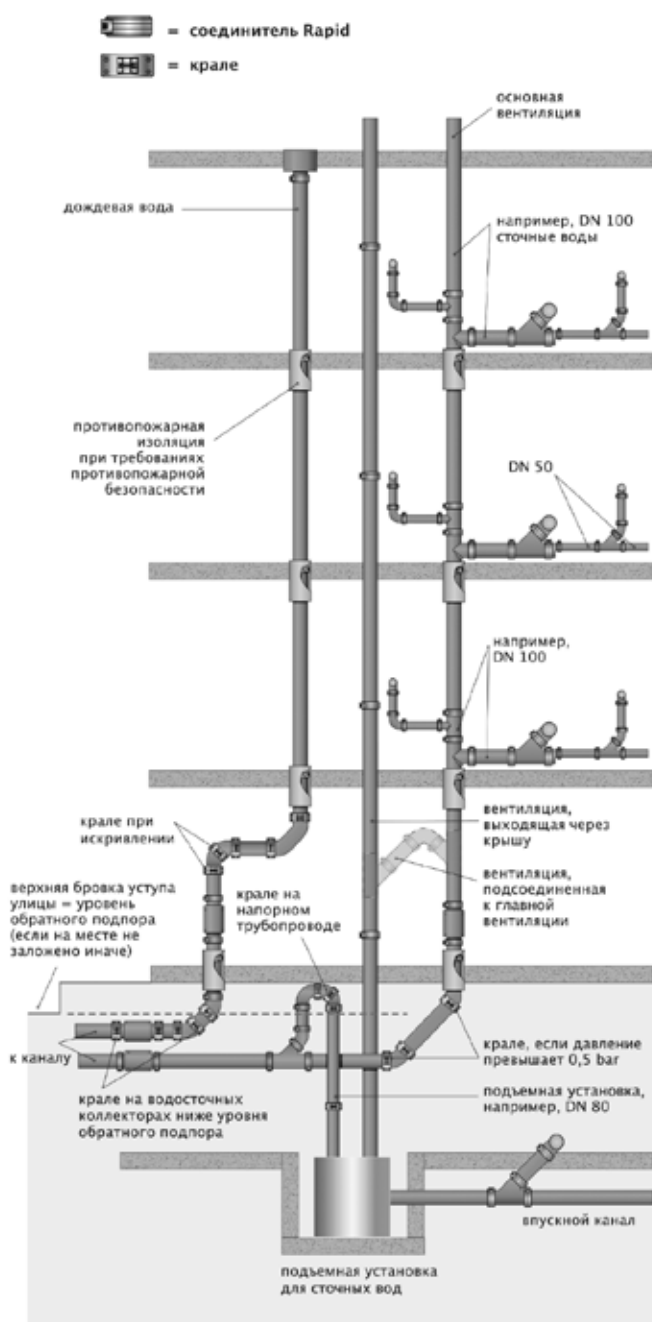 = соединитель Rapid
= крале
основная
вентиляция
дождевая вода
например, DN 100
сточные воды
противопожарная
изоляция
при требованиях
противопожарной
безопасности
DN 50
например,
DN 100
крале при
искривлении
вентиляция,
выходящая через
крышу
верхняя бровка уступа
улицы = уровень
обратного подпора
(если на месте не
заложено иначе)
крале на
напорном
трубопроводе
вентиляция,
подсоединенная
к главной
вентиляции
к каналу
крале, если давление
превышает 0,5 bar
крале на водосточных
коллекторах ниже уровня
обратного подпора
подъемная установка,
например, DN 80
впускной канал
подъемная установка
для сточных вод